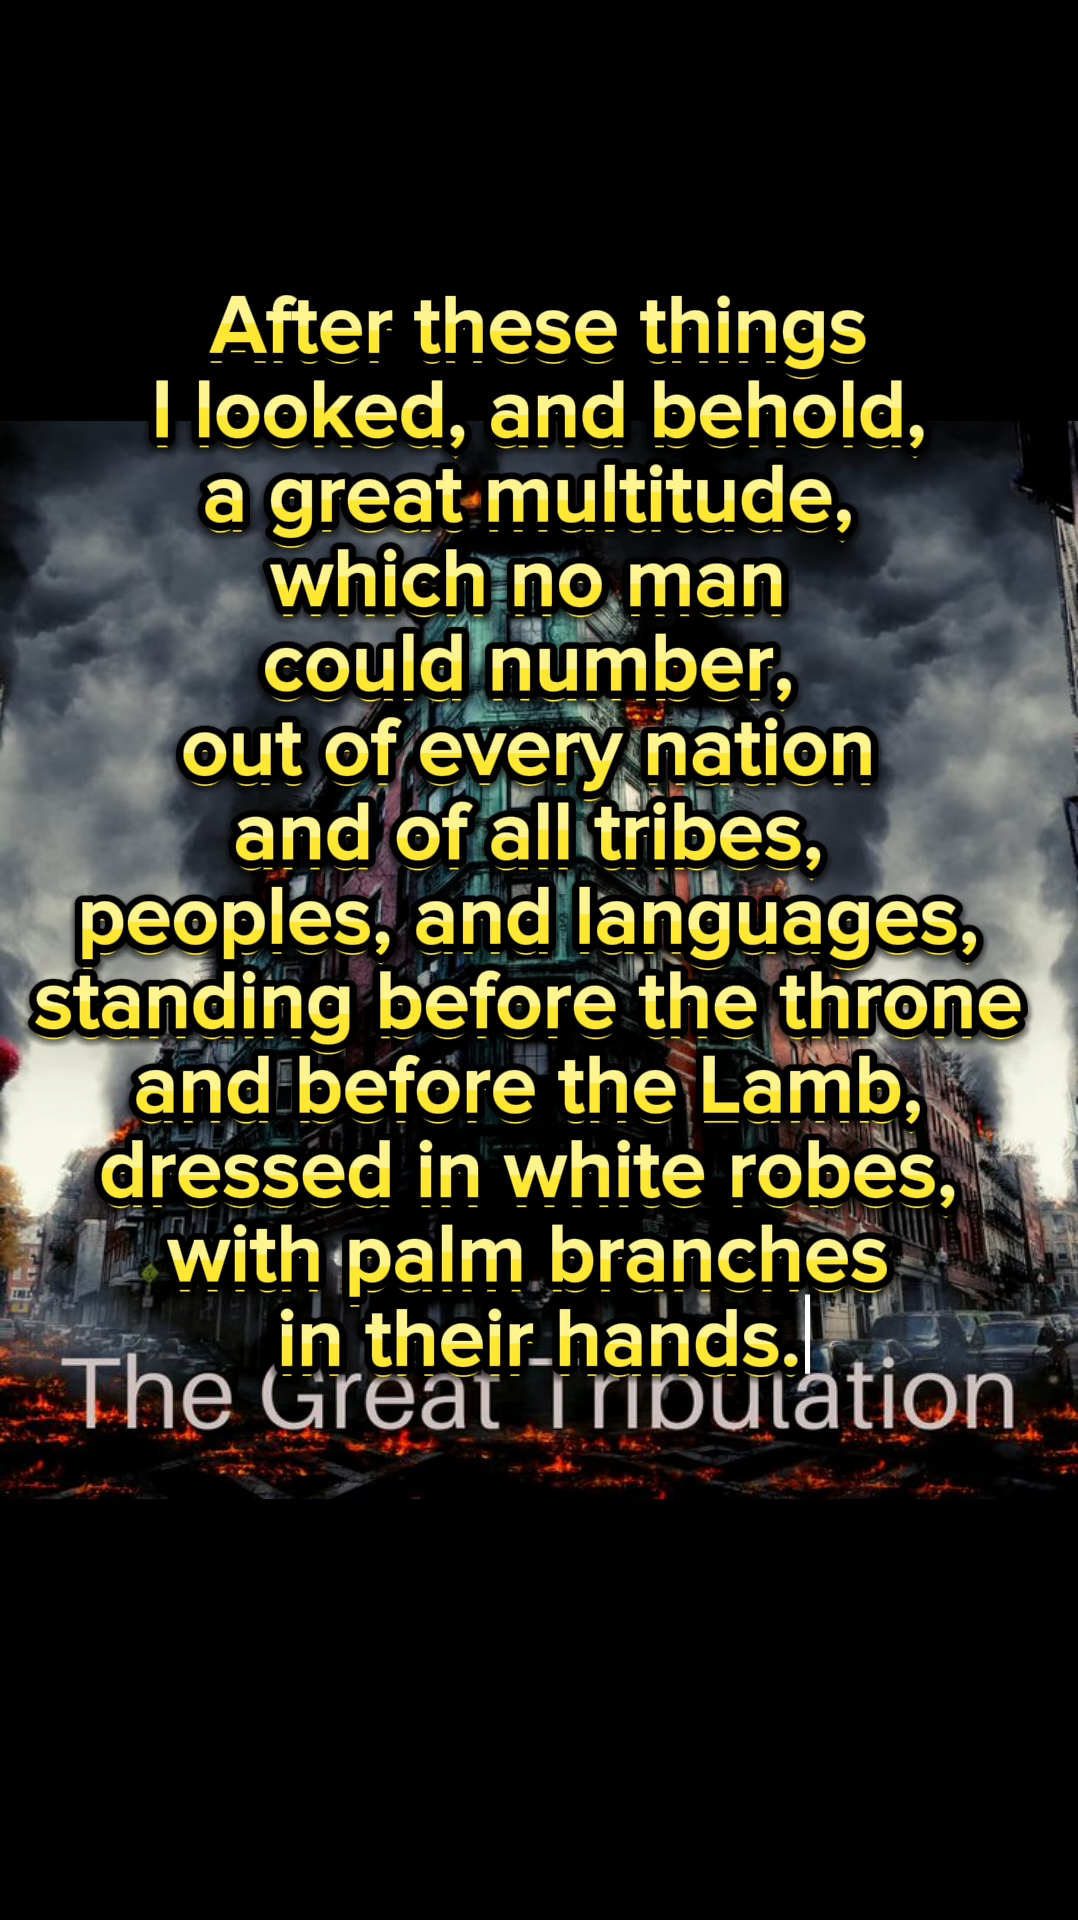 After these things
I looked, and behold,
a great multitude,
which no man
could number,
out of every nation
and of all tribes,
peoples, and languages,
standing before the throne
and before the Lamb,
dressed in white robes,
with palm branches
in their hands.
The Great Tribulation